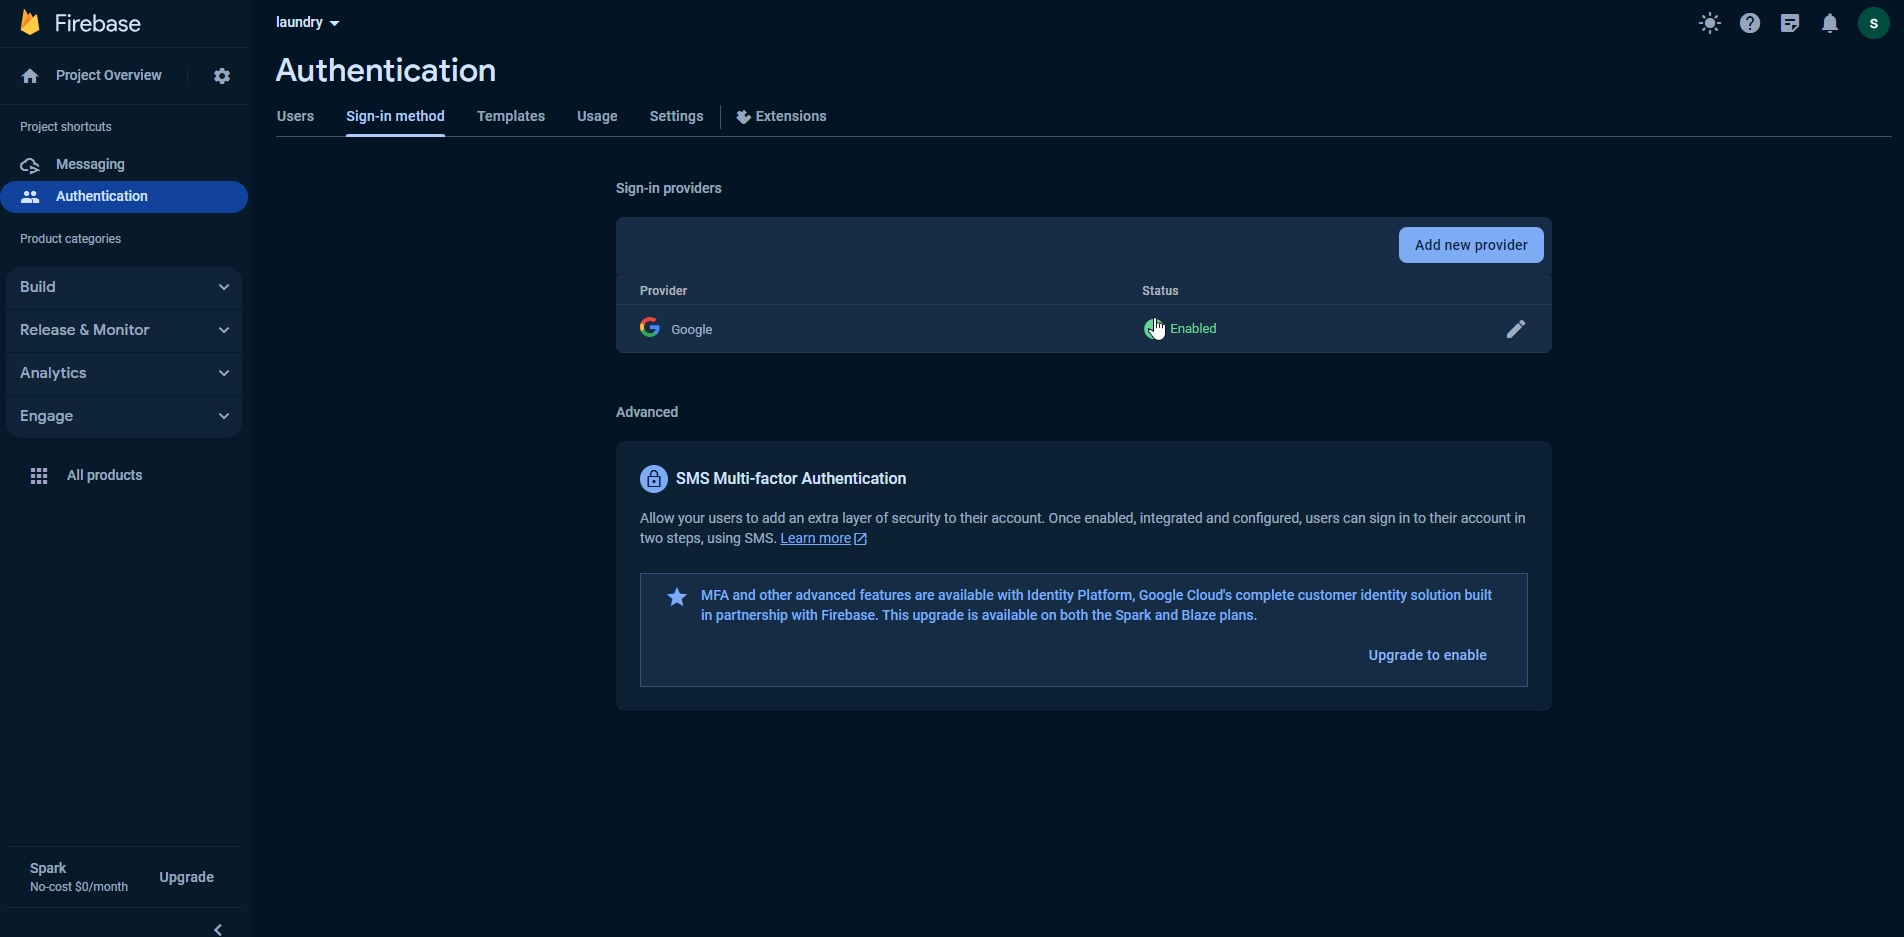 Firebase
laundry
S
Project Overview
Authentication
Users
Sign-in method
Templates
Usage
Settings
Extensions
Project shortcuts
Messaging
Authentication
Product categories
Build
Release & Monitor
Analytics
Engage
All products
Sign-in providers
Add new provider
Provider
Status
Google
Enabled
Advanced
SMS Multi-factor Authentication
Allow your users to add an extra layer of security to their account. Once enabled, integrated and configured, users can sign in to their account in
two steps, using SMS. Learn more
MFA and other advanced features are available with Identity Platform, Google Cloud's complete customer identity solution built
in partnership with Firebase. This upgrade is available on both the Spark and Blaze plans.
Upgrade to enable
Spark
No-cost $0/month
Upgrade